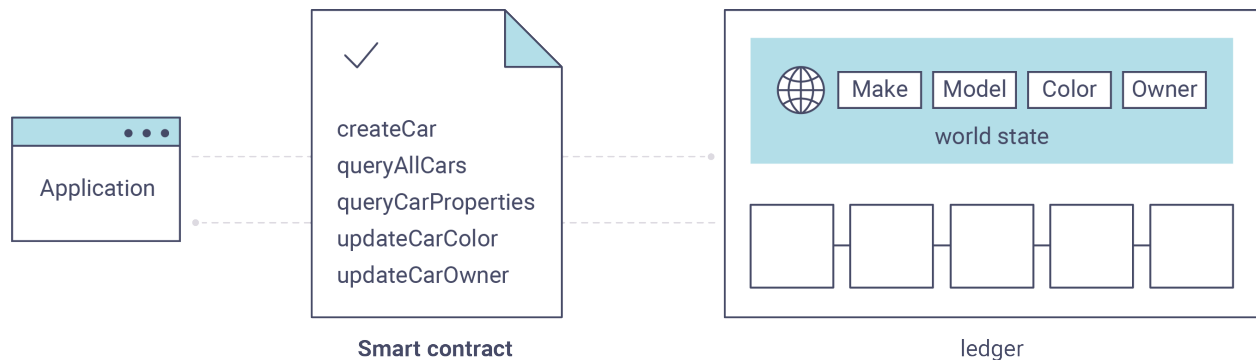 Application
createCar
queryAllCars
queryCarProperties
updateCarColor
updateCarOwner
Smart contract
Make Model Color Owner
world state
ledger